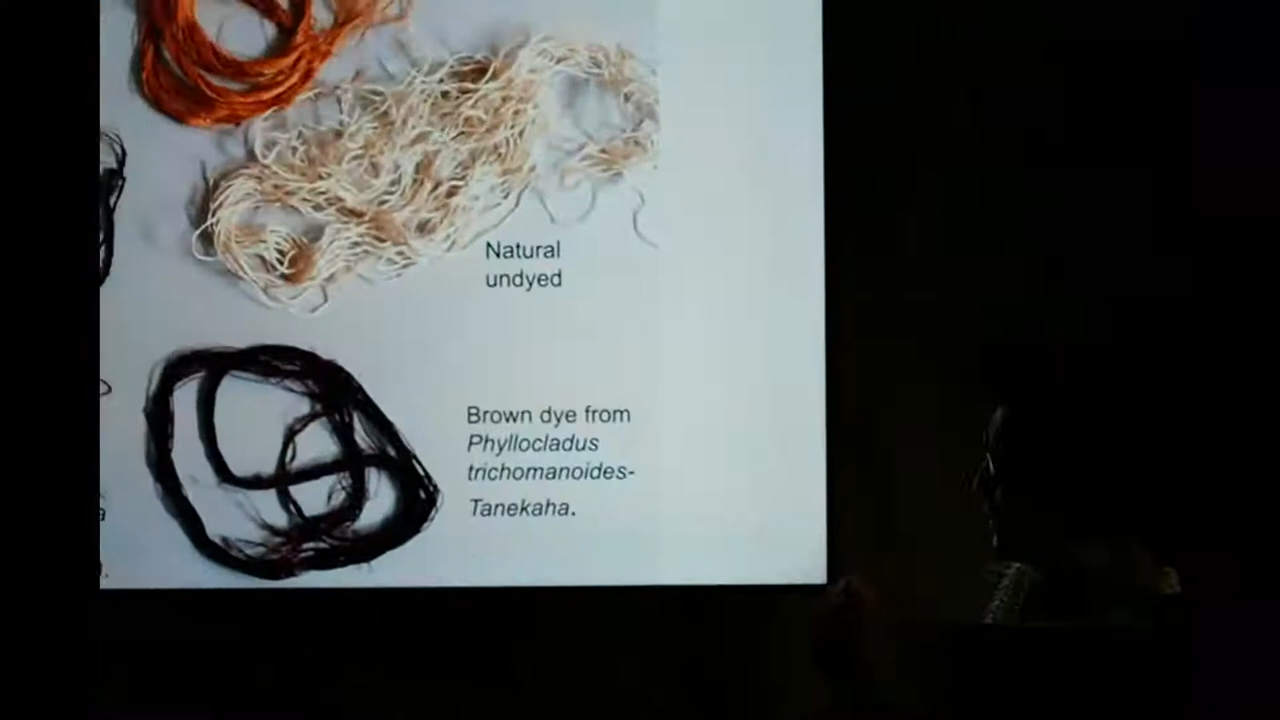 Natural
undyed
Brown dye from
Phyllocladus
trichomanoides-
Tanekaha.